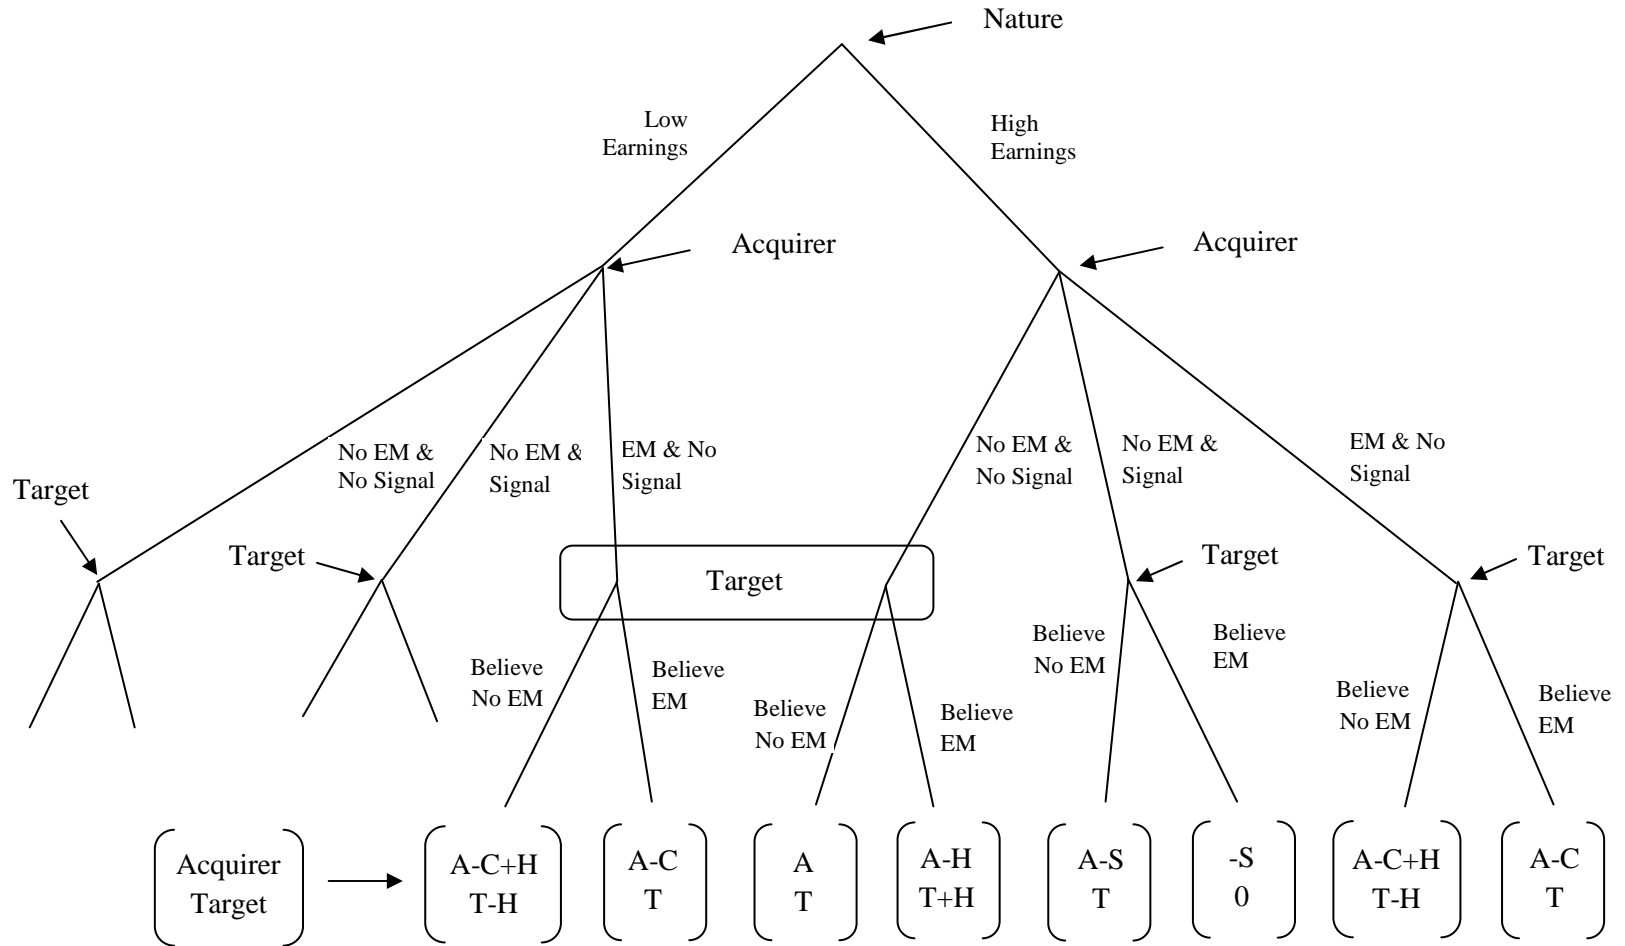 Nature
Low
Earnings
High
Earnings
Acquirer
Acquirer
No EM &
No Signal
No EM &
Signal
EM & No
Signal
No EM &
No Signal
No EM &
Signal
EM & No
Signal
Target
Target
Target
Target
Target
Believe
No EM
Believe
EM
Believe
No EM
Believe
EM
Believe
No EM
Believe
EM
Believe
No EM
Believe
EM
Acquirer
Target
A-C+H
T-H
A-C
T
A
T
A-H
T+H
A-S
T
-S
0
A-C+H
T-H
A-C
T